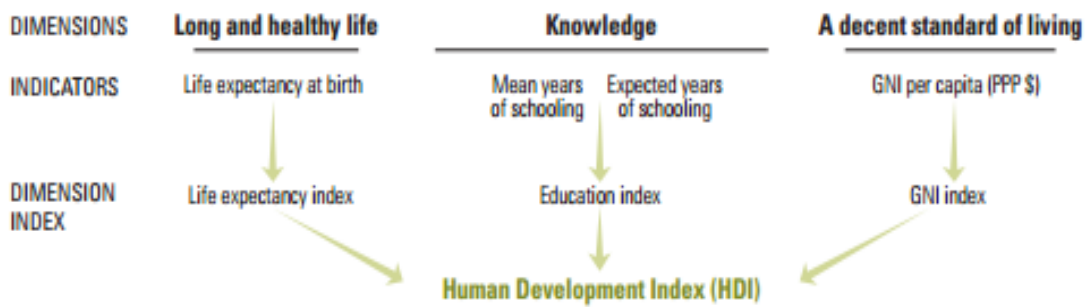 DIMENSIONS Long and healthy life Knowledge A decent standard of living
INDICATORS Life expectancy at birth Mean years Expected years GNI per capita (PPP $)
of schooling of schooling
DIMENSION Life expectancy index Education index GNI index
INDEX
Human Development Index (HDI)